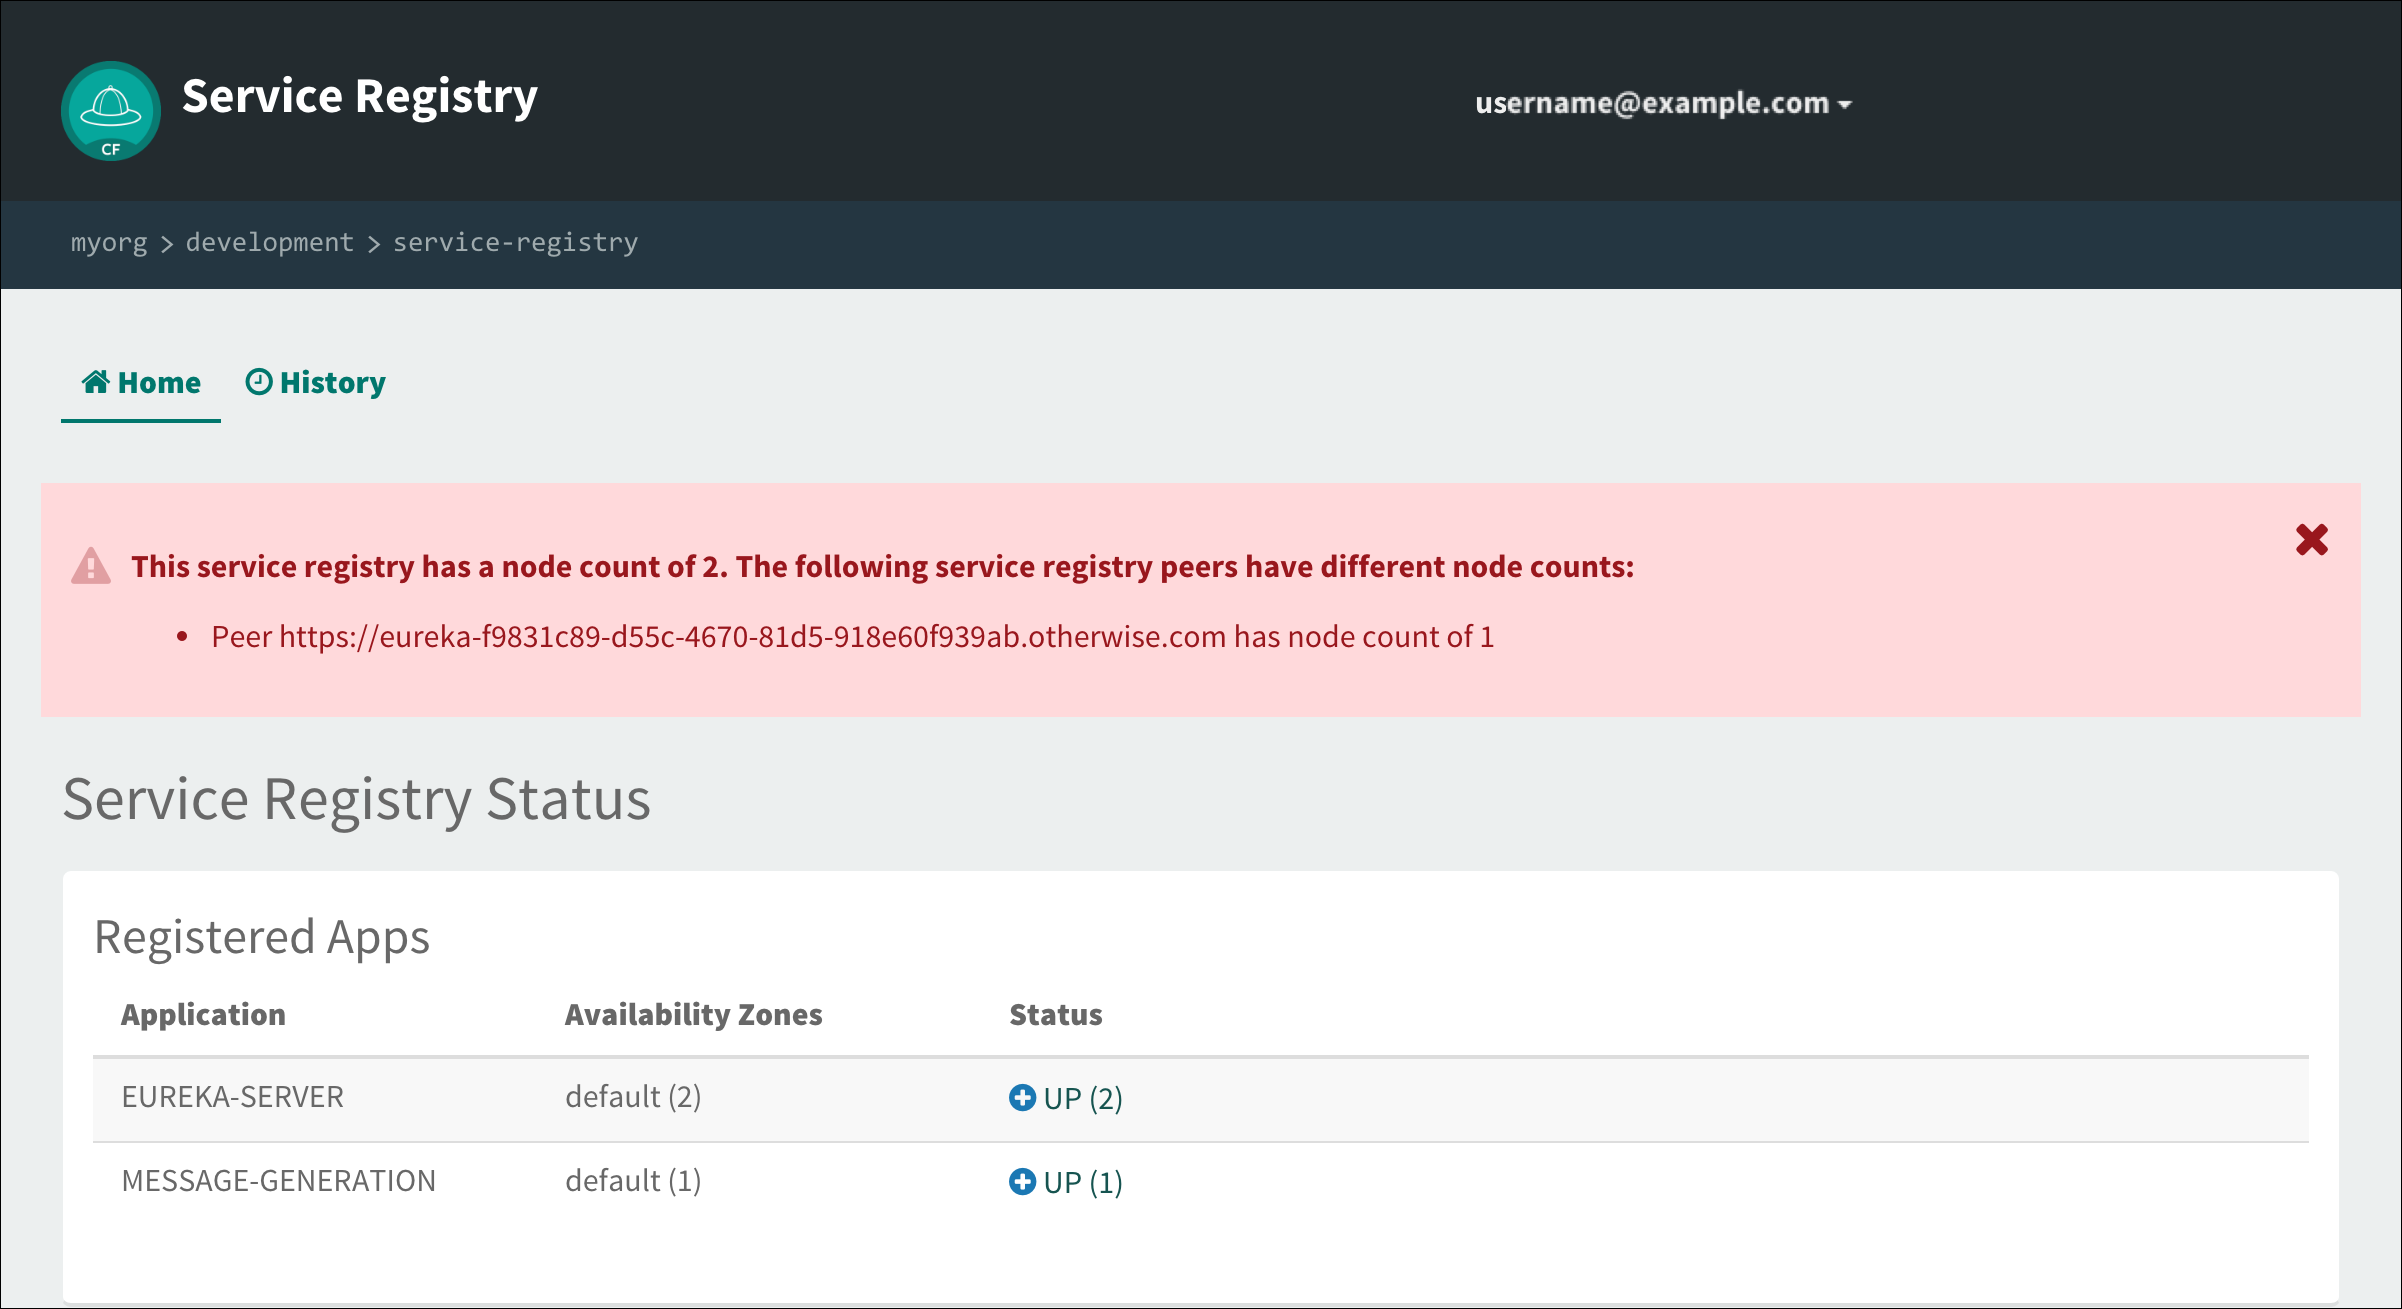 Service Registry
CF
username@example.com
myorg > development > service-registry
Home
History
This service registry has a node count of 2. The following service registry peers have different node counts:
• Peer https://eureka-f9831c89-d55c-4670-81d5-918e60f939ab.otherwise.com has node count of 1
Service Registry Status
Registered Apps
Application Availability Zones Status
EUREKA-SERVER default (2) UP (2)
MESSAGE-GENERATION default (1) UP (1)